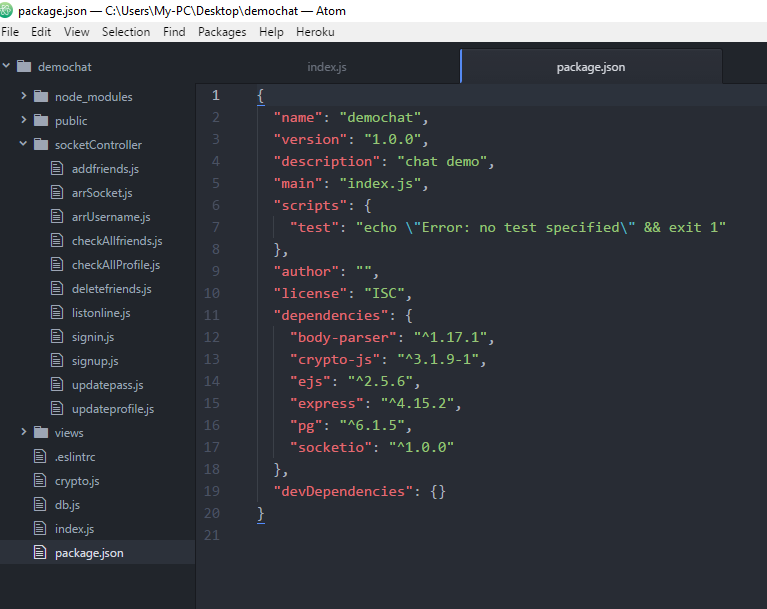 package.json — C:\Users\My-PC\Desktop\demochat — Atom
File Edit View Selection Find Packages Help Heroku
demochat
node_modules
public
socketController
addfriends.js
arrSocket.js
arrUsername.js
checkAllfriends.js
checkAllProfile.js
deletefriends.js
listonline.js
signin.js
signup.js
updatepass.js
updateprofile.js
views
.eslintrc
crypto.js
db.js
index.js
package.json
index.js package.json
1 {
2 "name": "demochat",
3 "version": "1.0.0",
4 "description": "chat demo",
5 "main": "index.js",
6 "scripts": {
7 "test": "echo \"Error: no test specified\" && exit 1"
8 },
9 "author": "",
10 "license": "ISC",
11 "dependencies": {
12 "body-parser": "^1.17.1",
13 "crypto-js": "^3.1.9-1",
14 "ejs": "^2.5.6",
15 "express": "^4.15.2",
16 "pg": "^6.1.5",
17 "socketio": "^1.0.0"
18 },
19 "devDependencies": {}
20 }
21